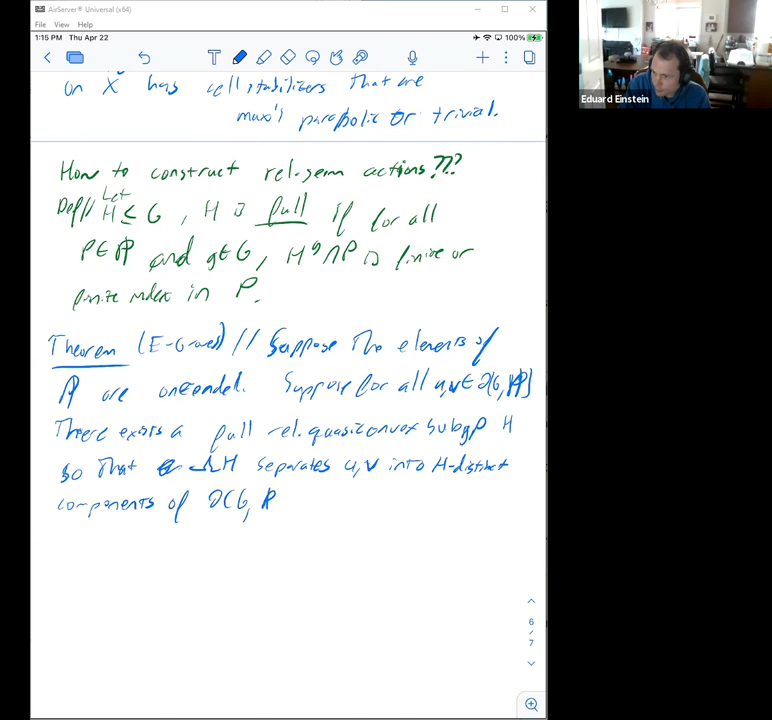 AirServer Universal (x64)
File Edit View
1:15 PM Thu Apr 22
100%
on X has cell stabilizers that are
max'l parabolic or trivial.
How to construct rel. geom actions???
Let
Def// H ≤ G, H is full if for all
P∈ℙ and g∈G, H^g ∩ P is finite or
finite index in P.
Theorem (E-Groves) // Suppose the elements of
ℙ are one ended. Suppose for all u,v ∈ ∂(G,ℙ)
There exists a full rel. quasiconvex subgp H
so that ΛH separates u,v into H-distinct
components of ∂(G, ℙ
6
/
7
Eduard Einstein